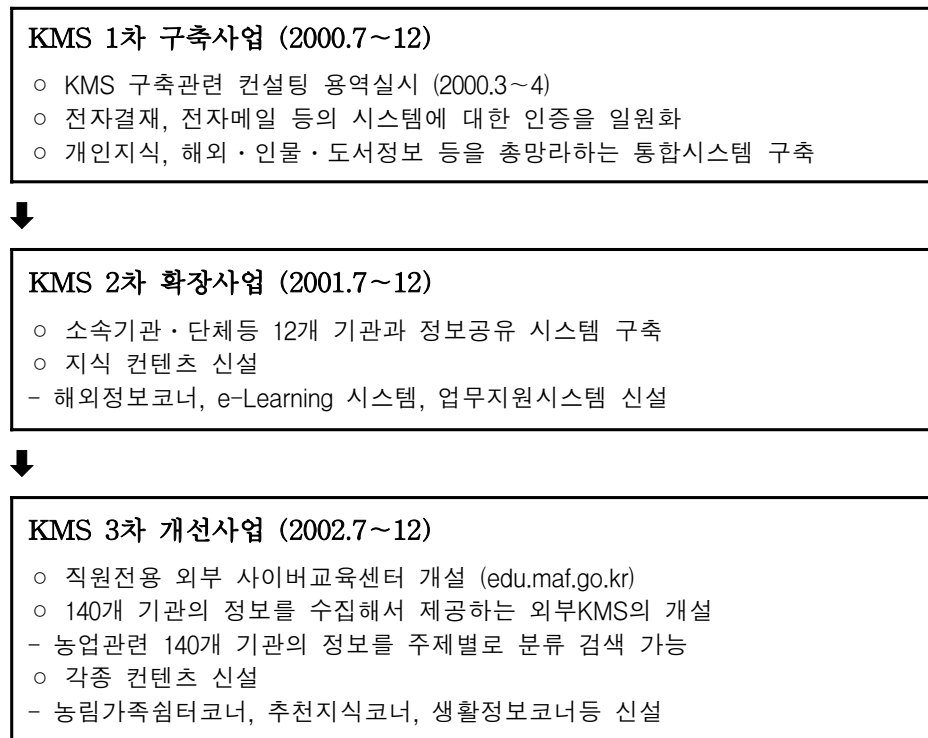 KMS 1차 구축사업 (2000.7～12)
○ KMS 구축관련 컨설팅 용역실시 (2000.3～4)
○ 전자결재, 전자메일 등의 시스템에 대한 인증을 일원화
○ 개인지식, 해외・인물・도서정보 등을 총망라하는 통합시스템 구축
⬇
KMS 2차 확장사업 (2001.7～12)
○ 소속기관・단체등 12개 기관과 정보공유 시스템 구축
○ 지식 컨텐츠 신설
- 해외정보코너, e-Learning 시스템, 업무지원시스템 신설
⬇
KMS 3차 개선사업 (2002.7～12)
○ 직원전용 외부 사이버교육센터 개설 (edu.maf.go.kr)
○ 140개 기관의 정보를 수집해서 제공하는 외부KMS의 개설
- 농업관련 140개 기관의 정보를 주제별로 분류 검색 가능
○ 각종 컨텐츠 신설
- 농림가족쉼터코너, 추천지식코너, 생활정보코너등 신설